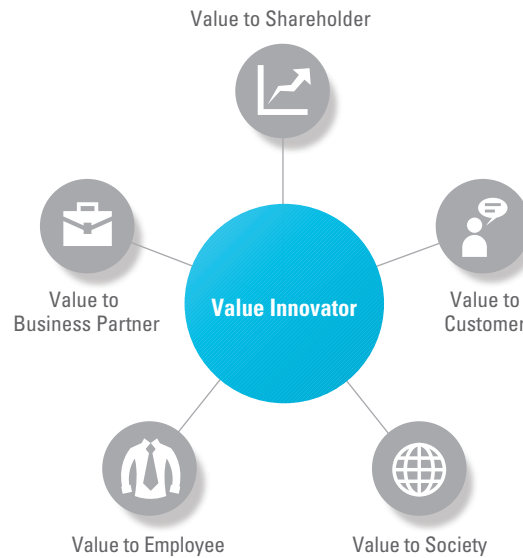 Value to Shareholder
Value to
Business Partner
Value Innovator
Value to
Customer
Value to Employee
Value to Society